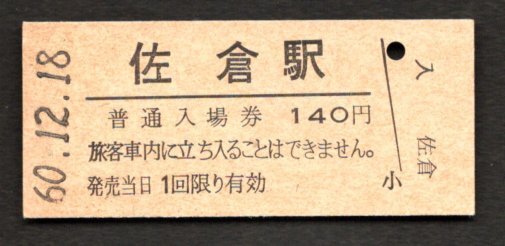 60.12.18
佐倉駅
普通入場券 140円
旅客車内に立ち入ることはできません。
発売当日1回限り有効
入
佐倉
小